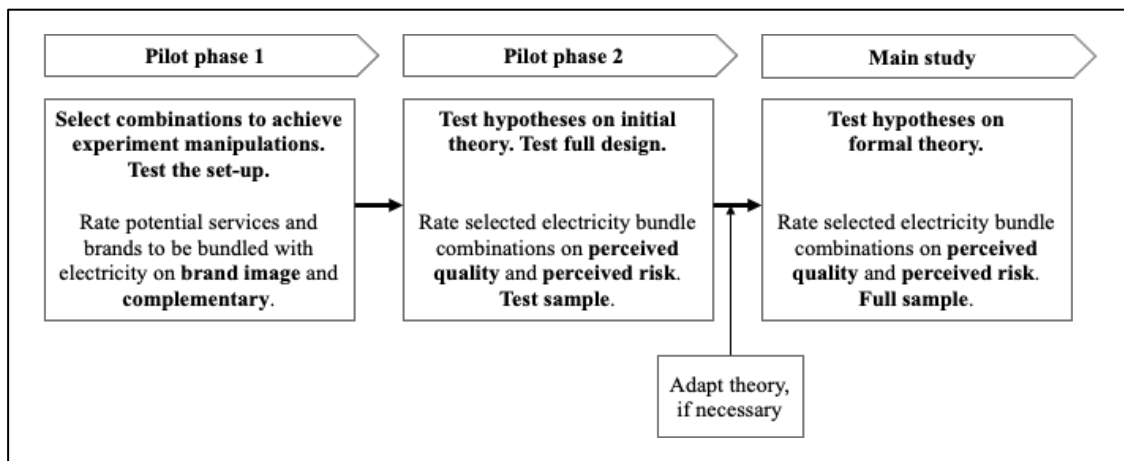 Pilot phase 1
Pilot phase 2
Main study
Select combinations to achieve
experiment manipulations.
Test the set-up.
Rate potential services and
brands to be bundled with
electricity on brand image and
complementary.
Test hypotheses on initial
theory. Test full design.
Rate selected electricity bundle
combinations on perceived
quality and perceived risk.
Test sample.
Test hypotheses on
formal theory.
Rate selected electricity bundle
combinations on perceived
quality and perceived risk.
Full sample.
Adapt theory,
if necessary